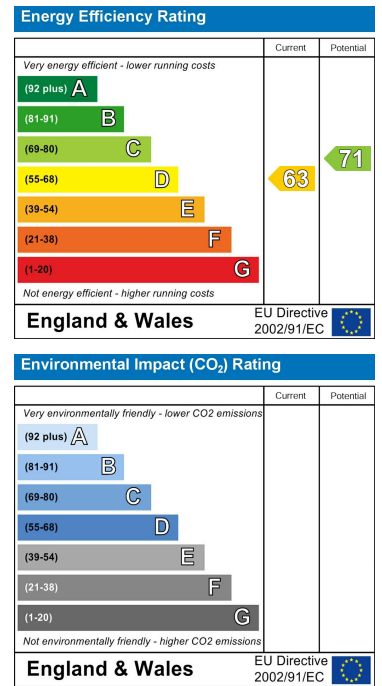 Energy Efficiency Rating
Current Potential
Very energy efficient - lower running costs
(92 plus) A
(81-91) B
(69-80) C
(55-68) D
(39-54) E
(21-38) F
(1-20) G
63
71
Not energy efficient - higher running costs
England & Wales
EU Directive
2002/91/EC
Environmental Impact (CO₂) Rating
Current Potential
Very environmentally friendly - lower CO2 emissions
(92 plus) A
(81-91) B
(69-80) C
(55-68) D
(39-54) E
(21-38) F
(1-20) G
Not environmentally friendly - higher CO2 emissions
England & Wales
EU Directive
2002/91/EC